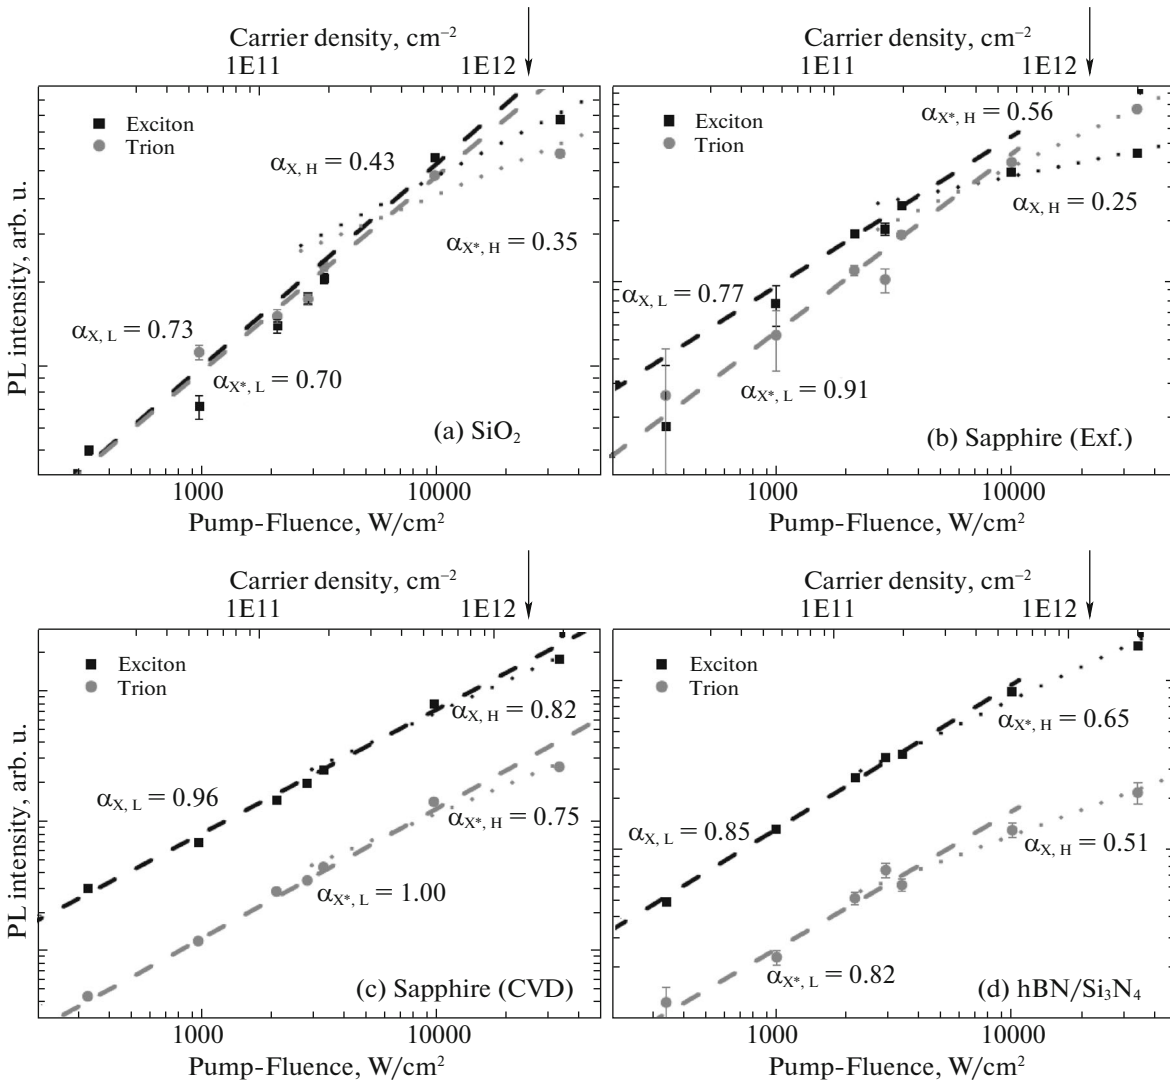 Carrier density, cm⁻²
1E11 1E12
Exciton
Trion
α_X, H = 0.43
α_X*, H = 0.35
α_X, L = 0.73
α_X*, L = 0.70
(a) SiO₂
PL intensity, arb. u.
1000 10000
Pump-Fluence, W/cm²
Carrier density, cm⁻²
1E11 1E12
Exciton
Trion
α_X*, H = 0.56
α_X, H = 0.25
α_X, L = 0.77
α_X*, L = 0.91
(b) Sapphire (Exf.)
1000 10000
Pump-Fluence, W/cm²
Carrier density, cm⁻²
1E11 1E12
Exciton
Trion
α_X, H = 0.82
α_X, L = 0.96
α_X*, H = 0.75
α_X*, L = 1.00
(c) Sapphire (CVD)
PL intensity, arb. u.
1000 10000
Pump-Fluence, W/cm²
Carrier density, cm⁻²
1E11 1E12
Exciton
Trion
α_X*, H = 0.65
α_X, L = 0.85
α_X, H = 0.51
α_X*, L = 0.82
(d) hBN/Si₃N₄
1000 10000
Pump-Fluence, W/cm²